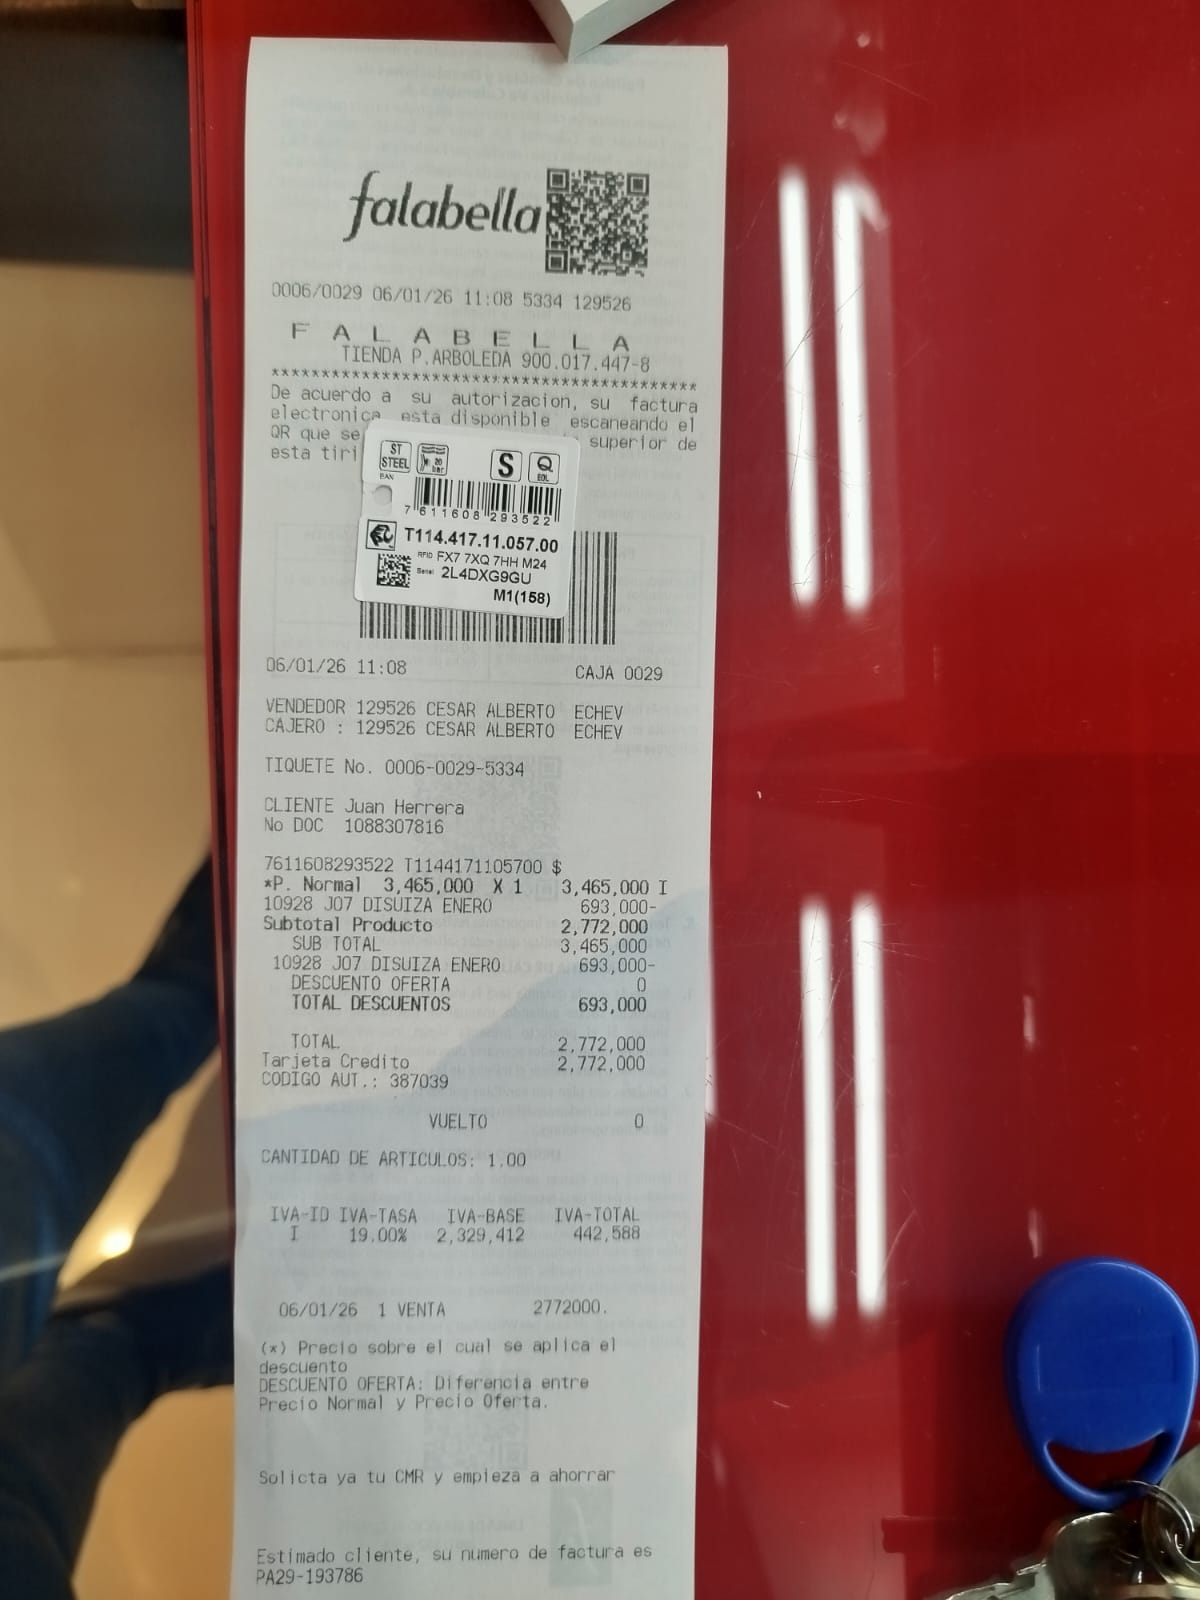 falabella
0006/0029 06/01/26 11:08 5334 129526
F A L A B E L L A
TIENDA P.ARBOLEDA 900.017.447-8
******************************************
De acuerdo a su autorizacion, su factura
electronica esta disponible escaneando el
QR que se superior de
esta tiri
ST
STEEL
20
bar
S
Q
EOL
EAN
7 611608 293522
T114.417.11.057.00
RFID FX7 7XQ 7HH M24
Serial 2L4DXG9GU
M1(158)
06/01/26 11:08 CAJA 0029
VENDEDOR 129526 CESAR ALBERTO ECHEV
CAJERO : 129526 CESAR ALBERTO ECHEV
TIQUETE No. 0006-0029-5334
CLIENTE Juan Herrera
No DOC 1088307816
7611608293522 T1144171105700 $
*P. Normal 3,465,000 X 1 3,465,000 I
10928 J07 DISUIZA ENERO 693,000-
Subtotal Producto 2,772,000
SUB TOTAL 3,465,000
10928 J07 DISUIZA ENERO 693,000-
DESCUENTO OFERTA 0
TOTAL DESCUENTOS 693,000
TOTAL 2,772,000
Tarjeta Credito 2,772,000
CODIGO AUT.: 387039
VUELTO 0
CANTIDAD DE ARTICULOS: 1.00
IVA-ID IVA-TASA IVA-BASE IVA-TOTAL
I 19.00% 2,329,412 442,588
06/01/26 1 VENTA 2772000.
(*) Precio sobre el cual se aplica el
descuento
DESCUENTO OFERTA: Diferencia entre
Precio Normal y Precio Oferta.
Solicta ya tu CMR y empieza a ahorrar
Estimado cliente, su numero de factura es
PA29-193786